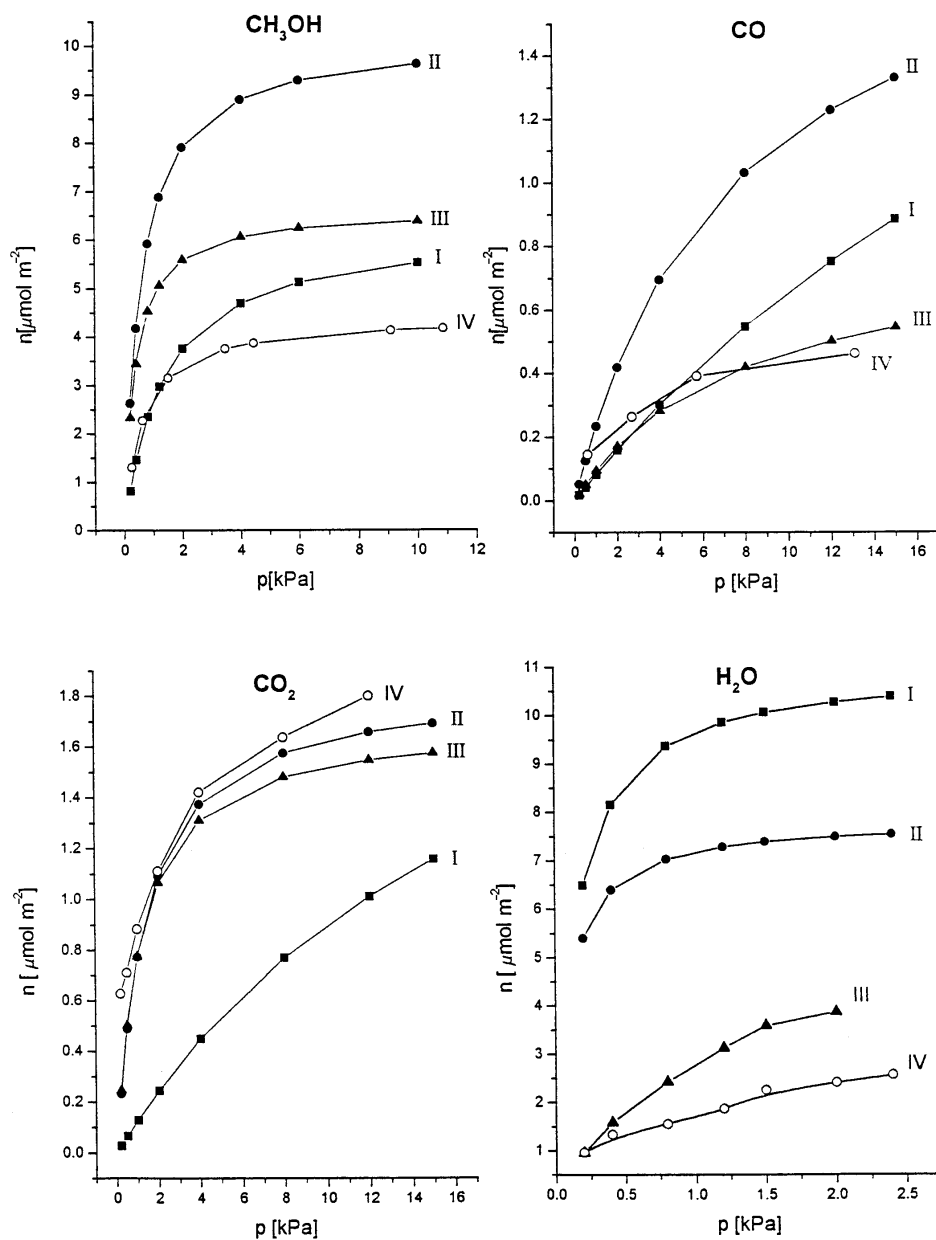 CH₃OH
10
9
8
7
6
5
4
3
2
1
0
II
III
I
IV
n[μmol m⁻²]
0 2 4 6 8 10 12
p[kPa]
CO
1.4
1.2
1.0
0.8
0.6
0.4
0.2
0.0
II
I
III
IV
n[μmol m⁻²]
0 2 4 6 8 10 12 14 16
p [kPa]
CO₂
1.8
1.6
1.4
1.2
1.0
0.8
0.6
0.4
0.2
0.0
IV
II
III
I
n [ μmol m⁻²]
0 2 4 6 8 10 12 14 16
p [kPa]
H₂O
11
10
9
8
7
6
5
4
3
2
1
I
II
III
IV
n [ μmol m⁻²]
0.0 0.5 1.0 1.5 2.0 2.5
p [kPa]